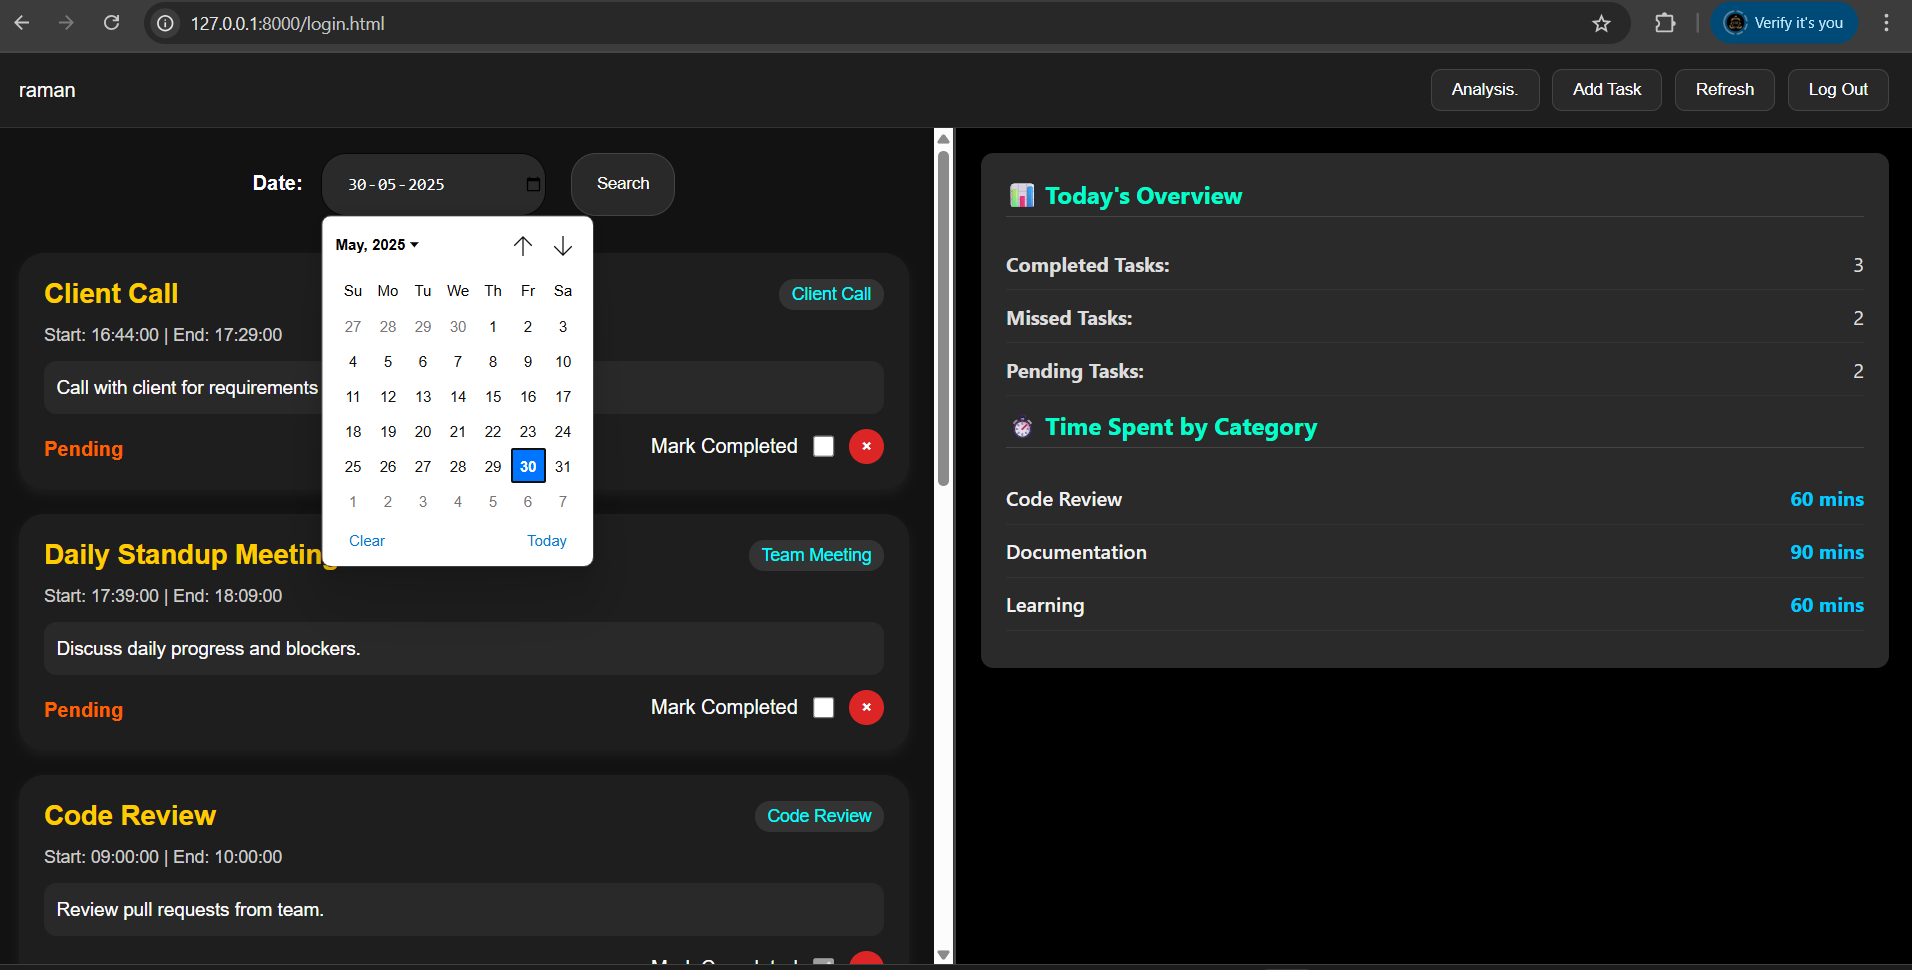 127.0.0.1:8000/login.html
Verify it's you
raman
Analysis.
Add Task
Refresh
Log Out
Date:
30-05-2025
Search
May, 2025
Su Mo Tu We Th Fr Sa
27 28 29 30 1 2 3
4 5 6 7 8 9 10
11 12 13 14 15 16 17
18 19 20 21 22 23 24
25 26 27 28 29 30 31
1 2 3 4 5 6 7
Clear
Today
Client Call
Client Call
Start: 16:44:00 | End: 17:29:00
Call with client for requirements
Pending
Mark Completed
Daily Standup Meeting
Team Meeting
Start: 17:39:00 | End: 18:09:00
Discuss daily progress and blockers.
Pending
Mark Completed
Code Review
Code Review
Start: 09:00:00 | End: 10:00:00
Review pull requests from team.
Today's Overview
Completed Tasks: 3
Missed Tasks: 2
Pending Tasks: 2
Time Spent by Category
Code Review 60 mins
Documentation 90 mins
Learning 60 mins